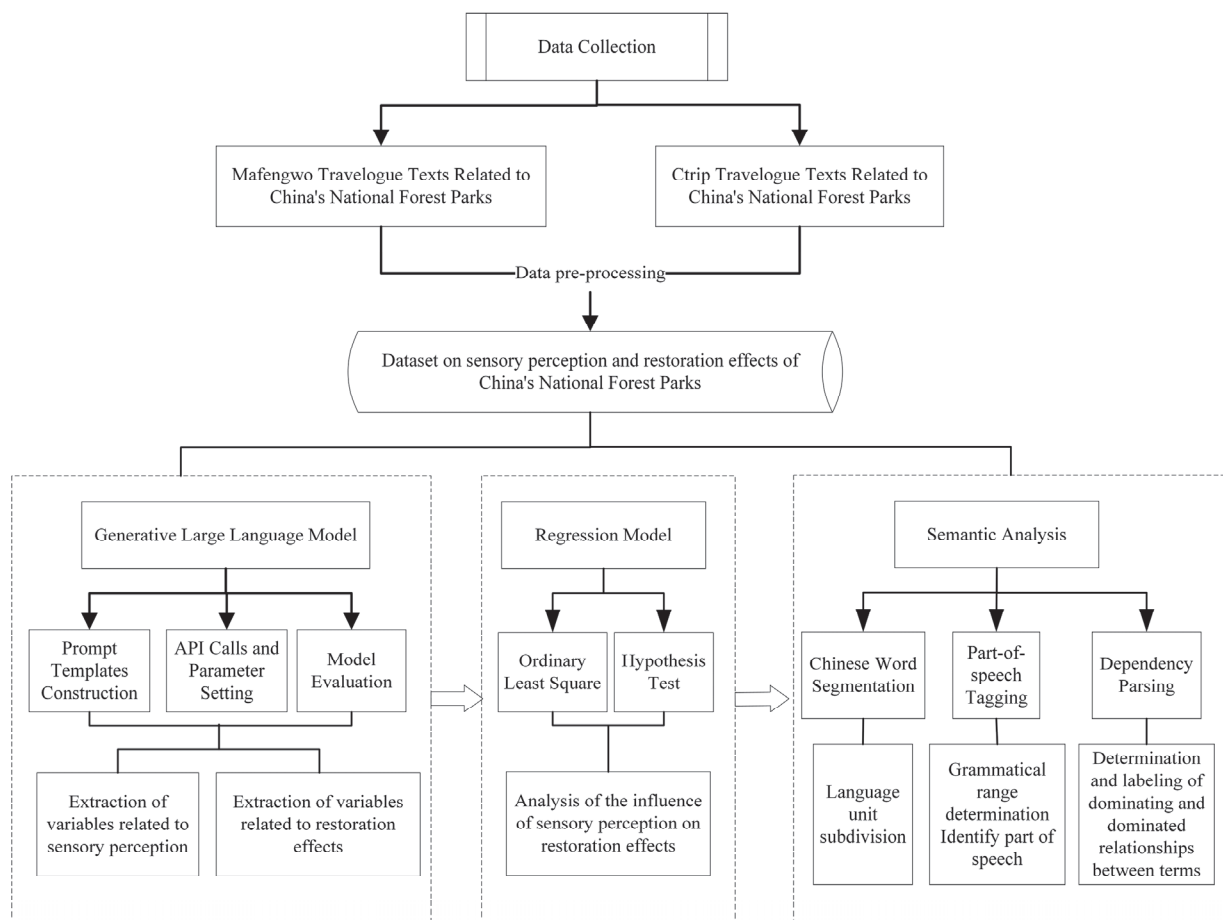 Data Collection
Mafengwo Travelogue Texts Related to
China's National Forest Parks
Ctrip Travelogue Texts Related to
China's National Forest Parks
Data pre-processing
Dataset on sensory perception and restoration effects of
China's National Forest Parks
Generative Large Language Model
Prompt
Templates
Construction
API Calls and
Parameter
Setting
Model
Evaluation
Extraction of
variables related to
sensory perception
Extraction of variables
related to restoration
effects
Regression Model
Ordinary
Least Square
Hypothesis
Test
Analysis of the influence
of sensory perception on
restoration effects
Semantic Analysis
Chinese Word
Segmentation
Part-of-
speech
Tagging
Dependency
Parsing
Language
unit
subdivision
Grammatical
range
determination
Identify part of
speech
Determination
and labeling of
dominating and
dominated
relationships
between terms